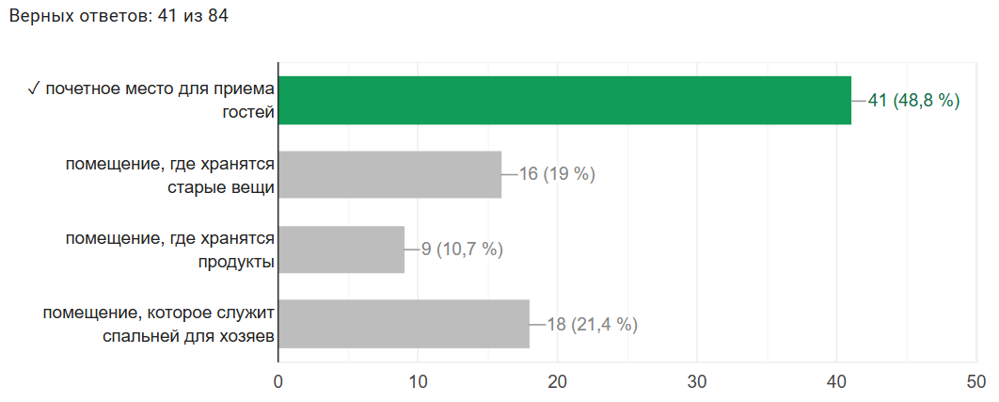 Верных ответов: 41 из 84
✓ почетное место для приема
гостей
41 (48,8 %)
помещение, где хранятся
старые вещи
16 (19 %)
помещение, где хранятся
продукты
9 (10,7 %)
помещение, которое служит
спальней для хозяев
18 (21,4 %)
0 10 20 30 40 50